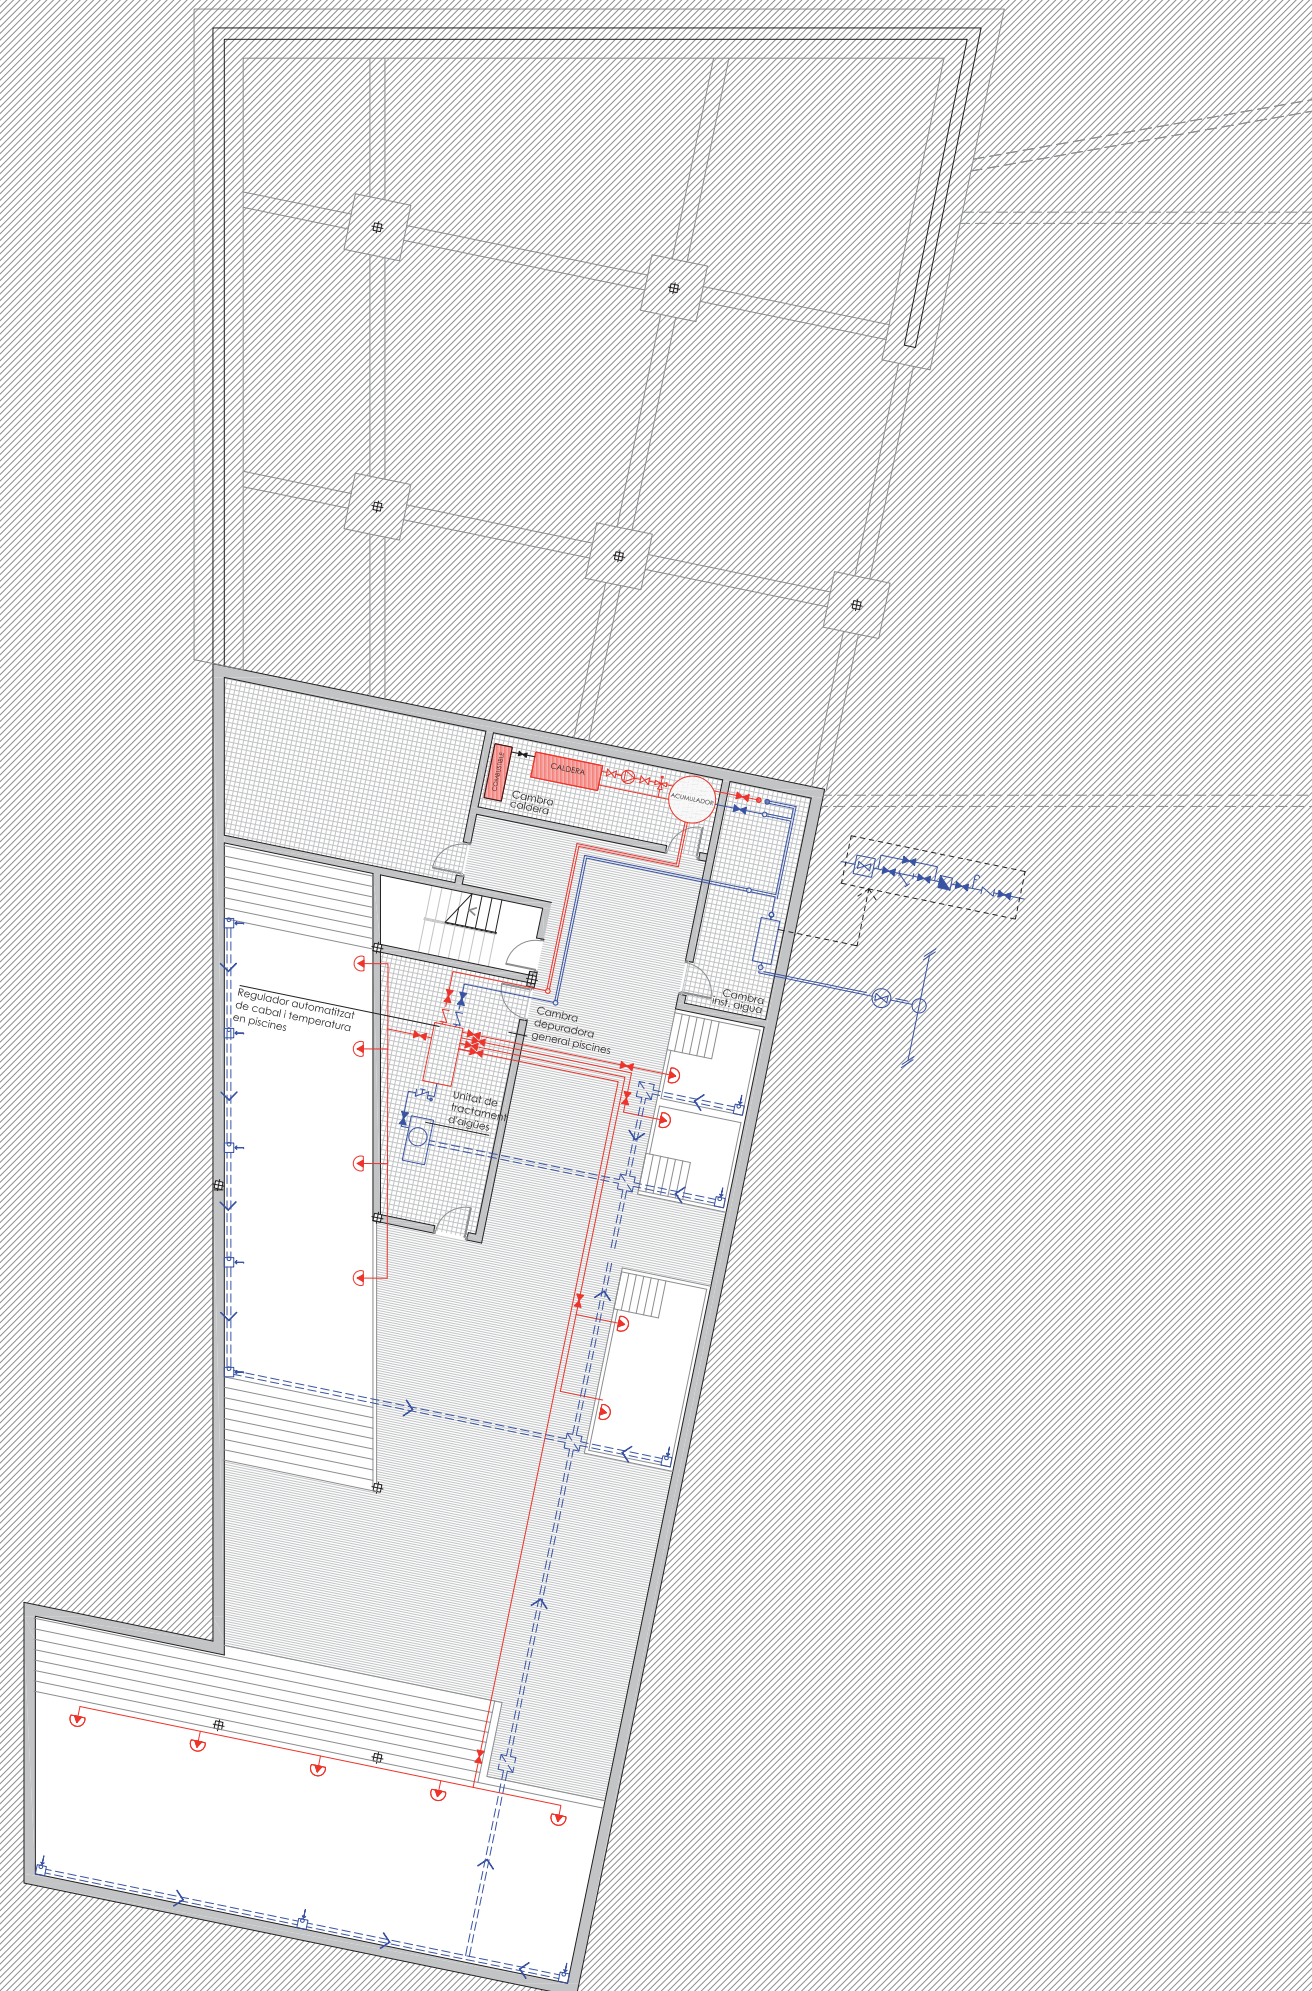 COMBUSTIBLE
CALDERA
ACUMULADOR
Cambra
caldera
Cambra
inst. aigua
Regulador automatitzat
de cabal i temperatura
en piscines
Cambra
depuradora
general piscines
Unitat de
tractament
d'aigües